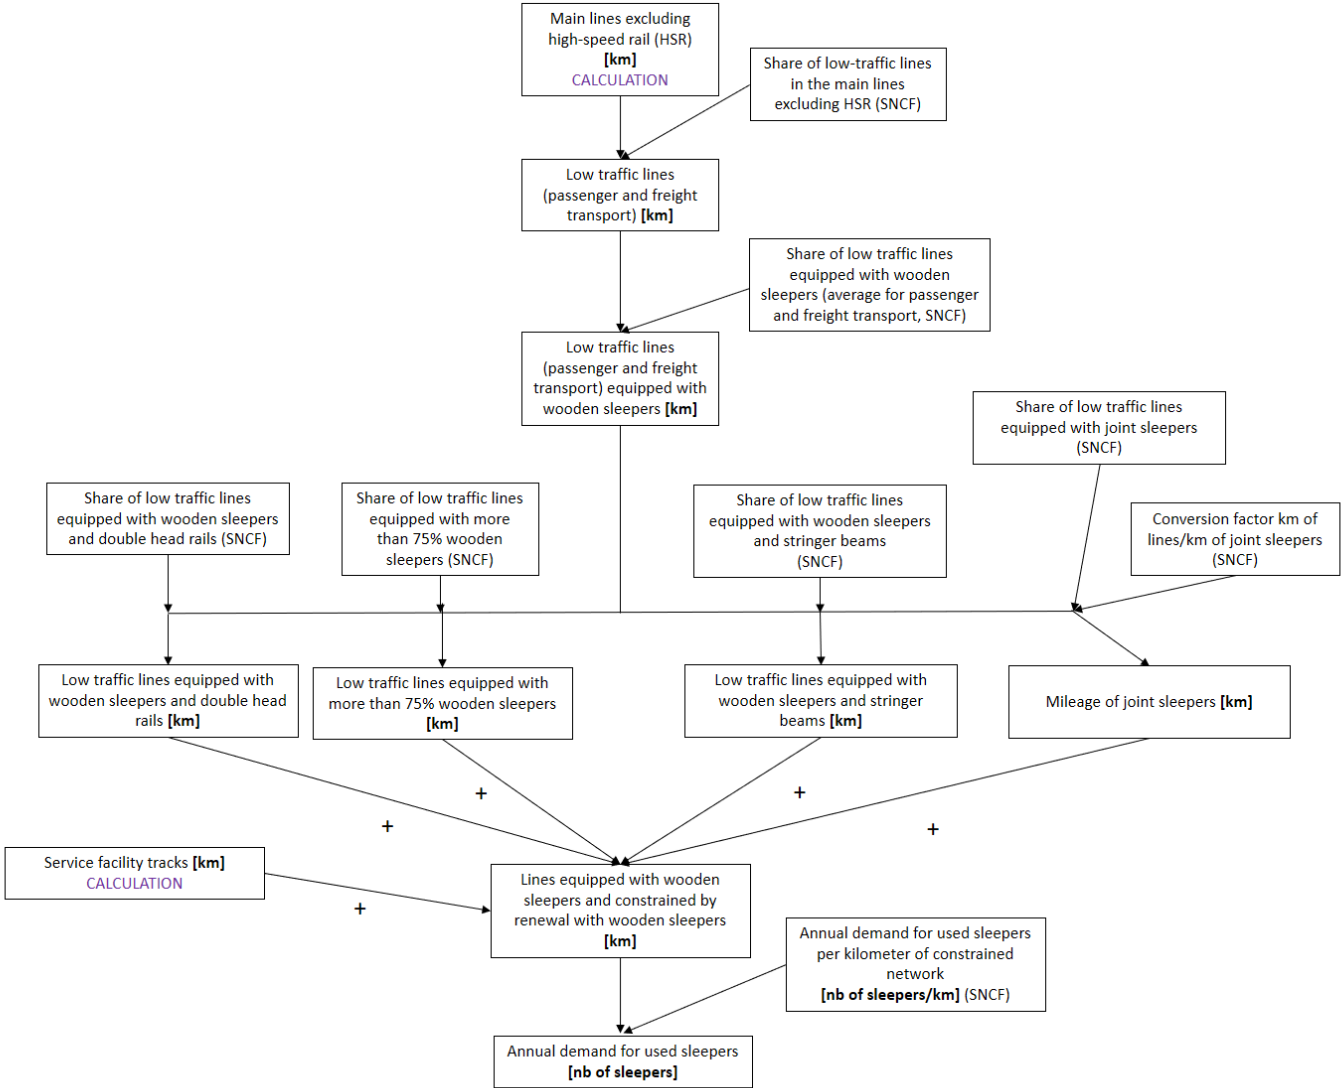 Main lines excluding
high-speed rail (HSR)
[km]
CALCULATION
Share of low-traffic lines
in the main lines
excluding HSR (SNCF)
Low traffic lines
(passenger and freight
transport) [km]
Share of low traffic lines
equipped with wooden
sleepers (average for passenger
and freight transport, SNCF)
Low traffic lines
(passenger and freight
transport) equipped with
wooden sleepers [km]
Share of low traffic lines
equipped with joint sleepers
(SNCF)
Share of low traffic lines
equipped with wooden sleepers
and double head rails (SNCF)
Share of low traffic lines
equipped with more
than 75% wooden
sleepers (SNCF)
Share of low traffic lines
equipped with wooden sleepers
and stringer beams
(SNCF)
Conversion factor km of
lines/km of joint sleepers
(SNCF)
Low traffic lines equipped with
wooden sleepers and double head
rails [km]
Low traffic lines equipped with
more than 75% wooden sleepers
[km]
Low traffic lines equipped with
wooden sleepers and stringer
beams [km]
Mileage of joint sleepers [km]
+
+
+
+
Service facility tracks [km]
CALCULATION
+
Lines equipped with wooden
sleepers and constrained by
renewal with wooden sleepers
[km]
Annual demand for used sleepers
per kilometer of constrained
network
[nb of sleepers/km] (SNCF)
Annual demand for used sleepers
[nb of sleepers]